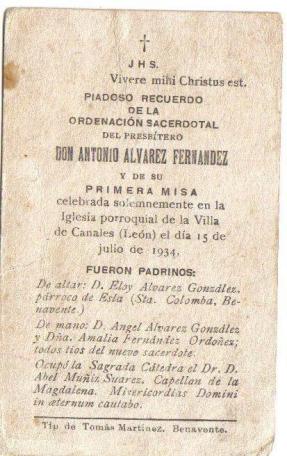 JHS.
Vivere mihi Christus est.
PIADOSO RECUERDO
DE LA
ORDENACIÓN SACERDOTAL
DEL PRESBÍTERO
DON ANTONIO ALVAREZ FERNANDEZ
Y DE SU
PRIMERA MISA
celebrada solemnemente en la
Iglesia porroquial de la Villa
de Canales (León) el día 15 de
julio de 1934.
FUERON PADRINOS:
De altar: D. Eloy Alvarez González,
párroco de Esla (Sta. Colomba, Be-
navente.)
De mano: D. Angel Alvarez González
y Dña. Amalia Fernández Ordoñez;
todos tios del nuevo sacerdote.
Ocupó la Sagrada Cátedra el Dr. D.
Abel Muñiz Suarez, Capellan de la
Magdalena. Misericordias Domini
in æternum cantabo.
Tip de Tomás Martinez. Benavente.